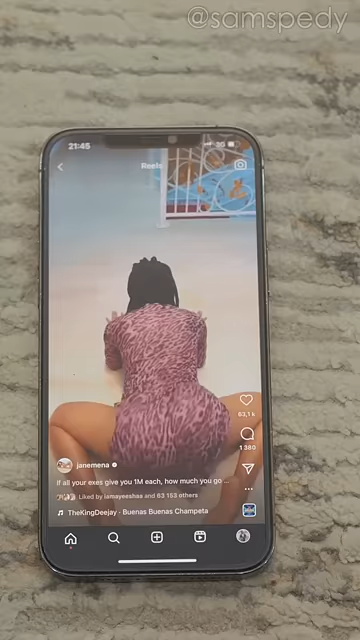 @samspedy
21:45
3G
Reels
63,1 k
1 380
janemena
If all your exes give you 1M each, how much you go ...
Liked by iamayeeshaa and 63 153 others
TheKingDeejay · Buenas Buenas Champeta